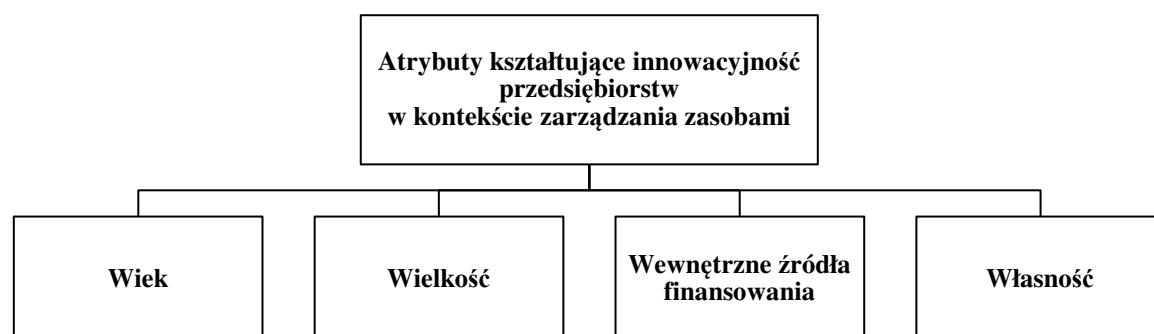 Atrybuty kształtujące innowacyjność
przedsiębiorstw
w kontekście zarządzania zasobami
Wiek
Wielkość
Wewnętrzne źródła
finansowania
Własność